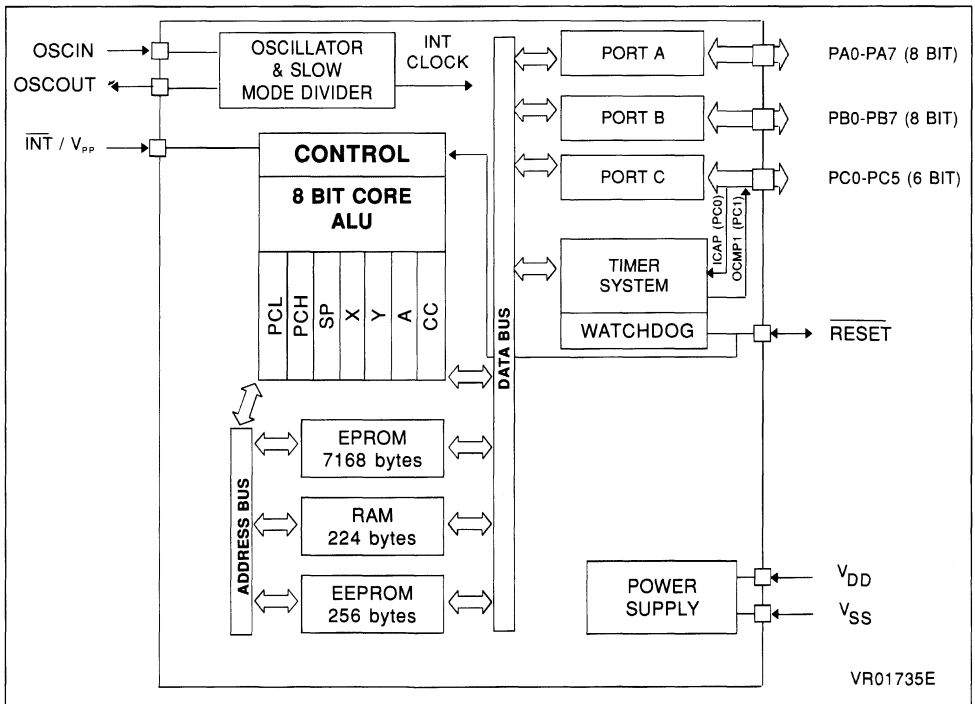 OSCIN
OSCOUT
OSCILLATOR
& SLOW
MODE DIVIDER
INT
CLOCK
INT / VPP
CONTROL
8 BIT CORE
ALU
PCL
PCH
SP
X
Y
A
CC
ADDRESS BUS
EPROM
7168 bytes
RAM
224 bytes
EEPROM
256 bytes
DATA BUS
PORT A
PA0-PA7 (8 BIT)
PORT B
PB0-PB7 (8 BIT)
PORT C
PC0-PC5 (6 BIT)
ICAP (PC0)
OCMP1 (PC1)
TIMER
SYSTEM
WATCHDOG
RESET
POWER
SUPPLY
VDD
VSS
VR01735E